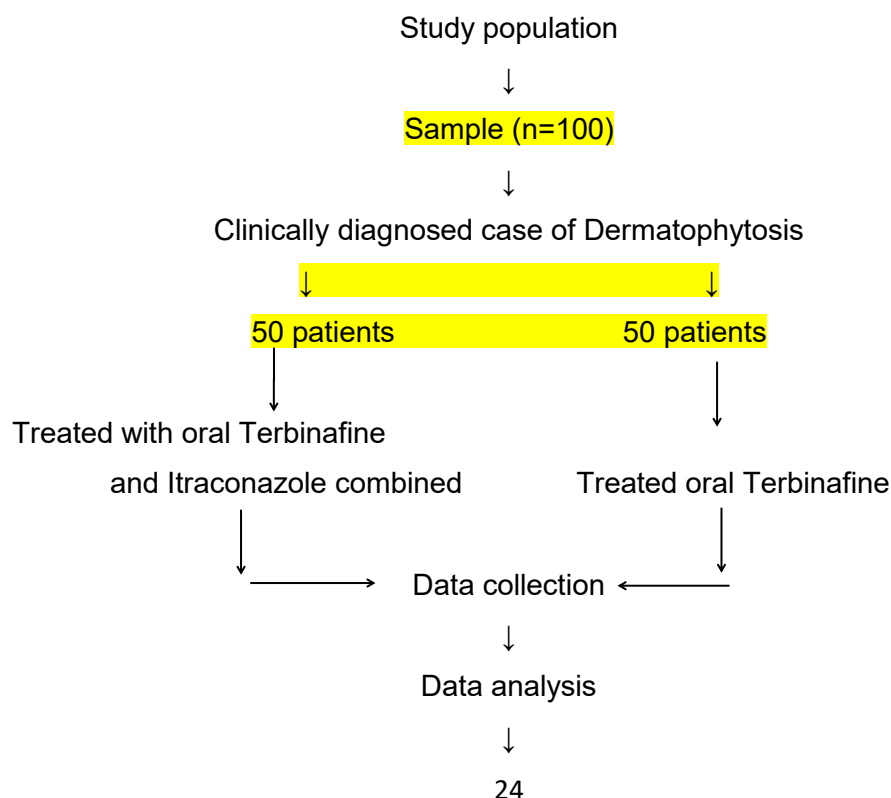 Study population
↓
Sample (n=100)
↓
Clinically diagnosed case of Dermatophytosis
↓ ↓
50 patients 50 patients
Treated with oral Terbinafine
and Itraconazole combined Treated oral Terbinafine
Data collection
↓
Data analysis
↓
24